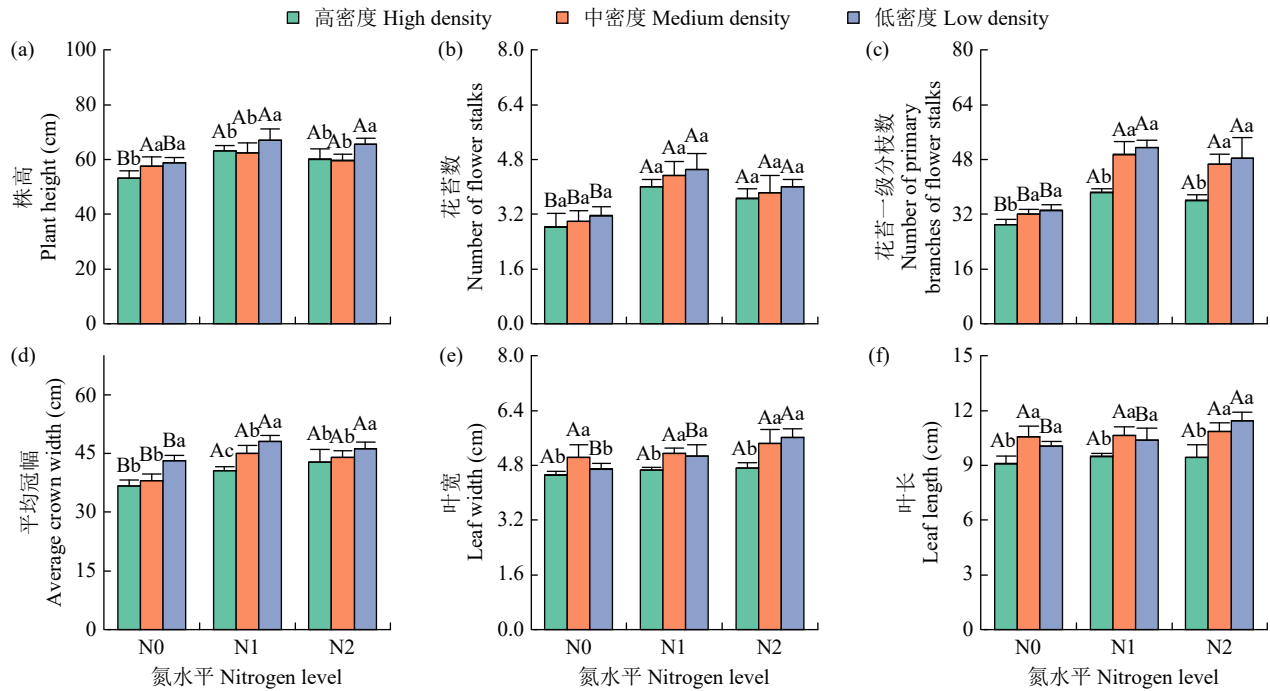 高密度 High density 中密度 Medium density 低密度 Low density
(a)
株高
Plant height (cm)
100
80
60
40
20
0
Bb Aa Ba Ab Ab Aa Ab Ab Aa
(b)
花苔数
Number of flower stalks
8.0
6.4
4.8
3.2
1.6
0.0
Ba Ba Ba Aa Aa Aa Aa Aa Aa
(c)
花苔一级分枝数
Number of primary
branches of flower stalks
80
64
48
32
16
0
Bb Ba Ba Ab Aa Aa Ab Aa Aa
(d)
平均冠幅
Average crown width (cm)
60
45
30
15
0
Bb Bb Ba Ac Ab Aa Ab Ab Aa
N0 N1 N2
氮水平 Nitrogen level
(e)
叶宽
Leaf width (cm)
8.0
6.4
4.8
3.2
1.6
0.0
Ab Aa Bb Ab Aa Ba Ab Aa Aa
N0 N1 N2
氮水平 Nitrogen level
(f)
叶长
Leaf length (cm)
15
12
9
6
3
0
Ab Aa Ba Ab Aa Ba Ab Aa Aa
N0 N1 N2
氮水平 Nitrogen level